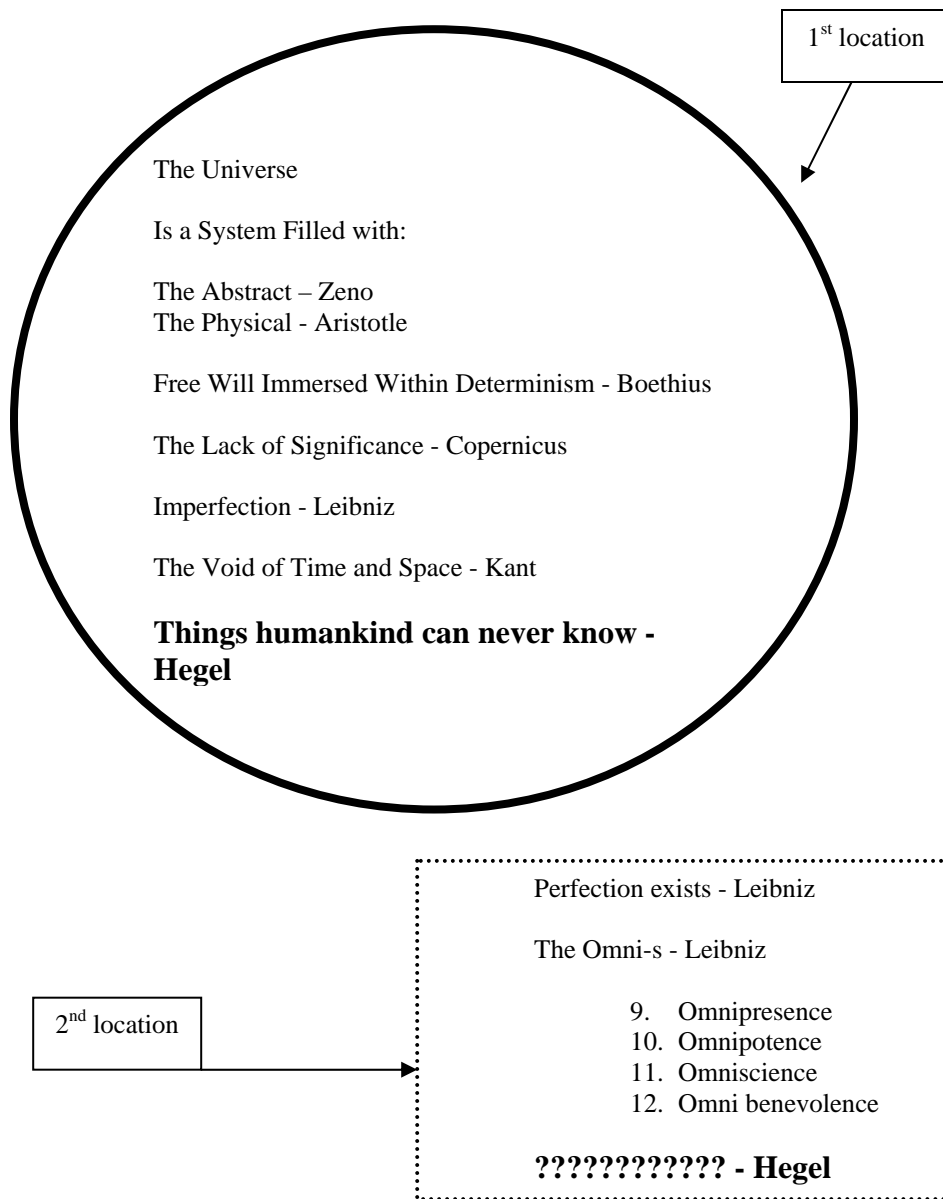 1st location
The Universe
Is a System Filled with:
The Abstract – Zeno
The Physical - Aristotle
Free Will Immersed Within Determinism - Boethius
The Lack of Significance - Copernicus
Imperfection - Leibniz
The Void of Time and Space - Kant
Things humankind can never know -
Hegel
Perfection exists - Leibniz
The Omni-s - Leibniz
2nd location
9. Omnipresence
10. Omnipotence
11. Omniscience
12. Omni benevolence
???????????? - Hegel